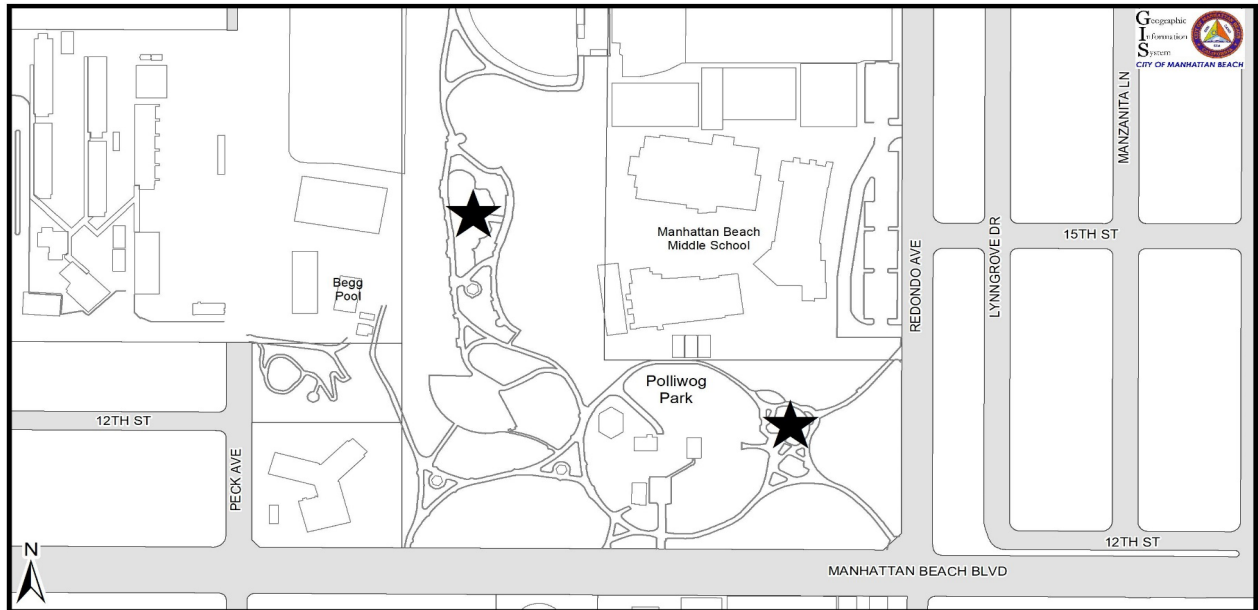 Geographic
Information
System
CITY OF MANHATTAN BEACH
MANZANITA LN
15TH ST
LYNNGROVE DR
REDONDO AVE
Manhattan Beach
Middle School
Begg
Pool
Polliwog
Park
12TH ST
PECK AVE
12TH ST
MANHATTAN BEACH BLVD
N